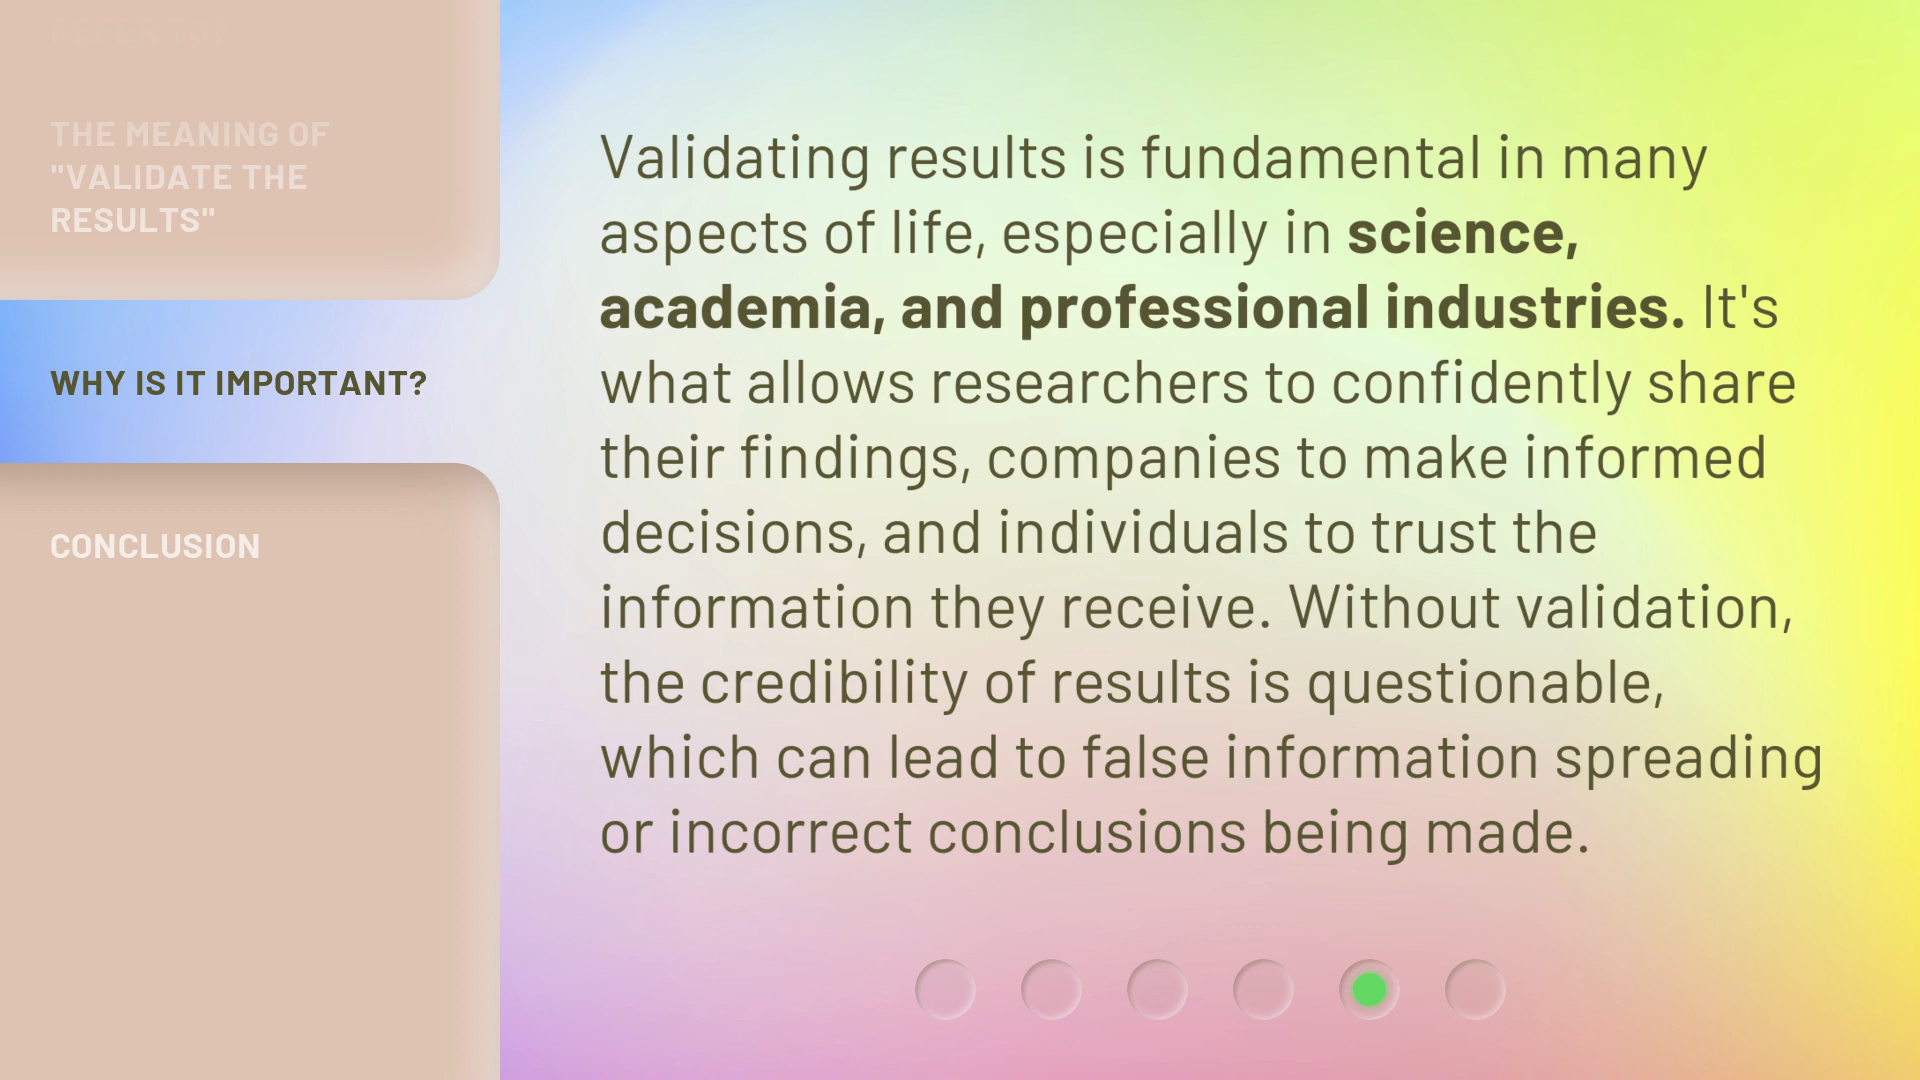 THE MEANING OF
"VALIDATE THE
RESULTS"
WHY IS IT IMPORTANT?
CONCLUSION
Validating results is fundamental in many
aspects of life, especially in science,
academia, and professional industries. It's
what allows researchers to confidently share
their findings, companies to make informed
decisions, and individuals to trust the
information they receive. Without validation,
the credibility of results is questionable,
which can lead to false information spreading
or incorrect conclusions being made.